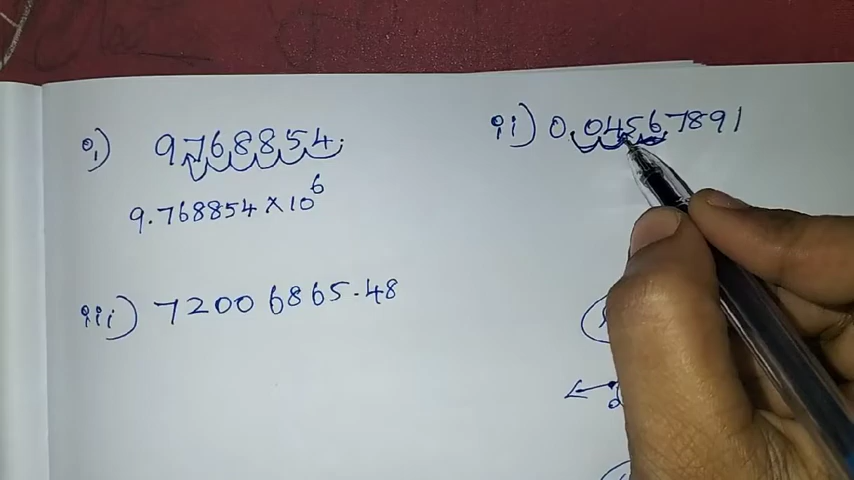 i) 9768854.
9.768854 × 10⁶
ii) 0.04567891
iii) 72006865.48